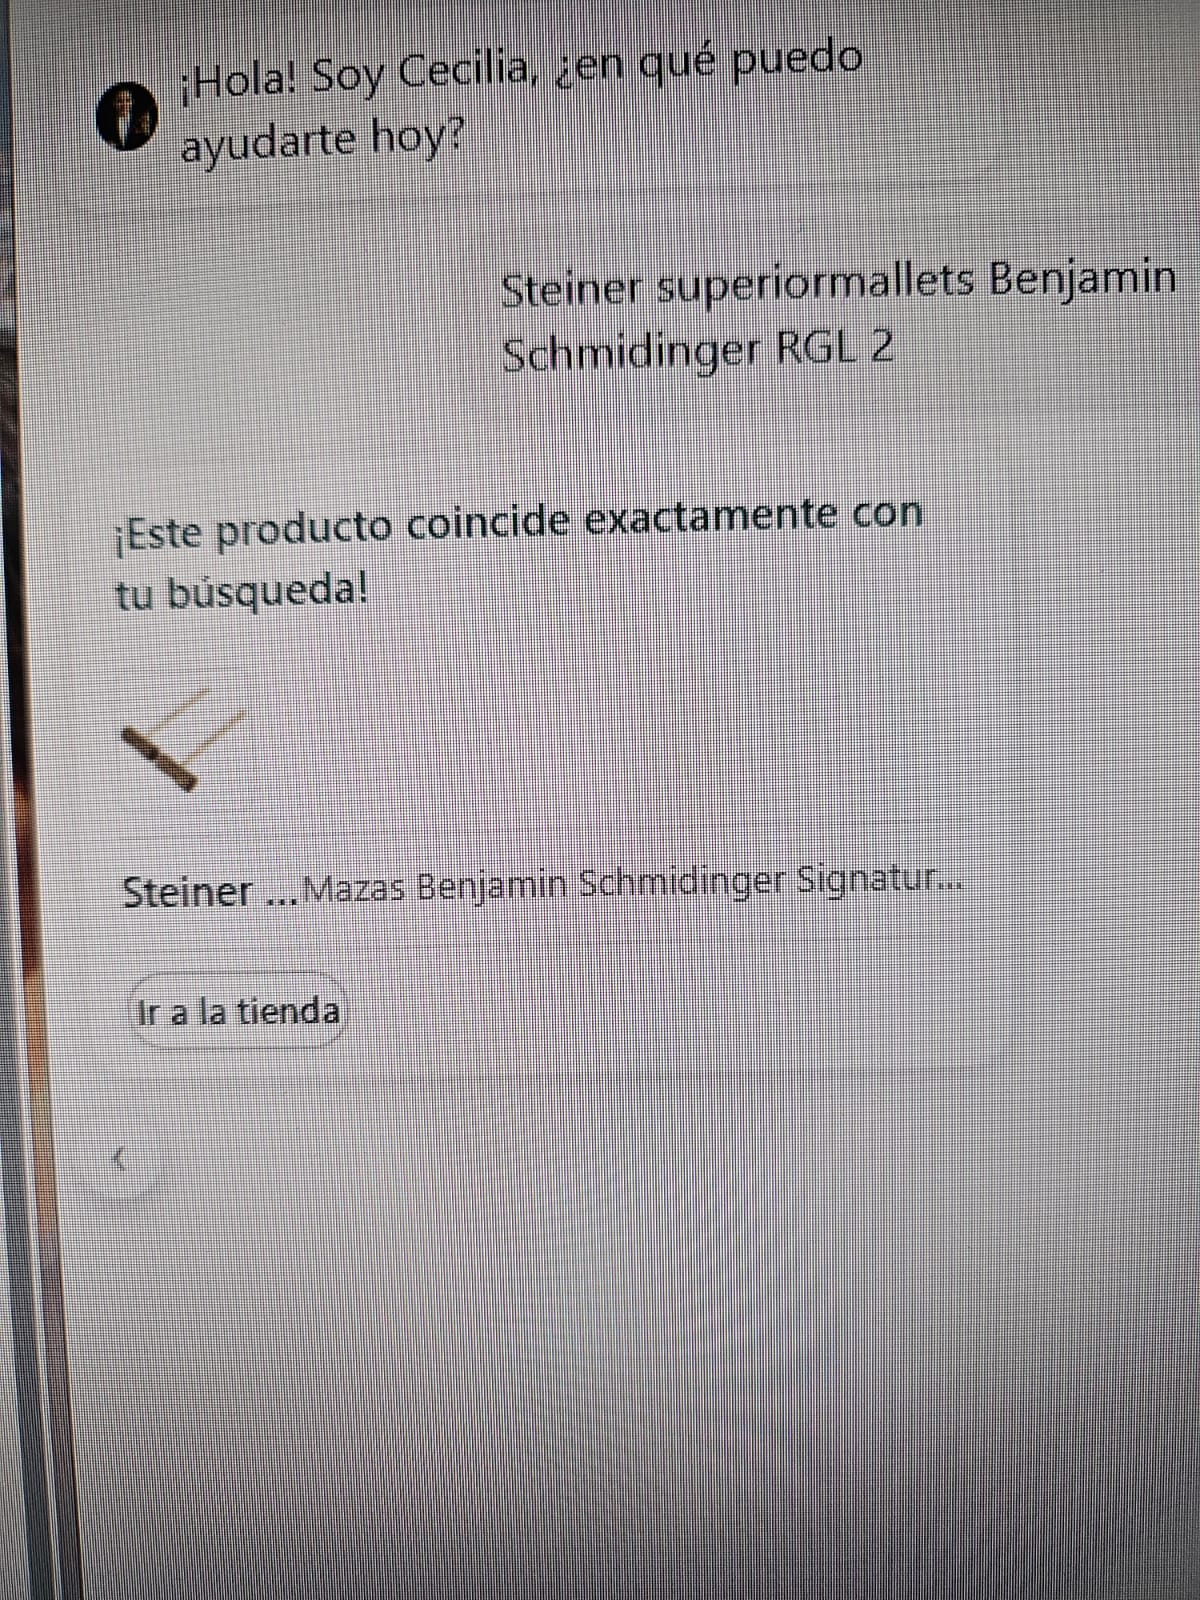 ¡Hola! Soy Cecilia, ¿en qué puedo
ayudarte hoy?
Steiner superiormallets Benjamin
Schmidinger RGL 2
¡Este producto coincide exactamente con
tu búsqueda!
Steiner ... Mazas Benjamin Schmidinger Signatur...
Ir a la tienda